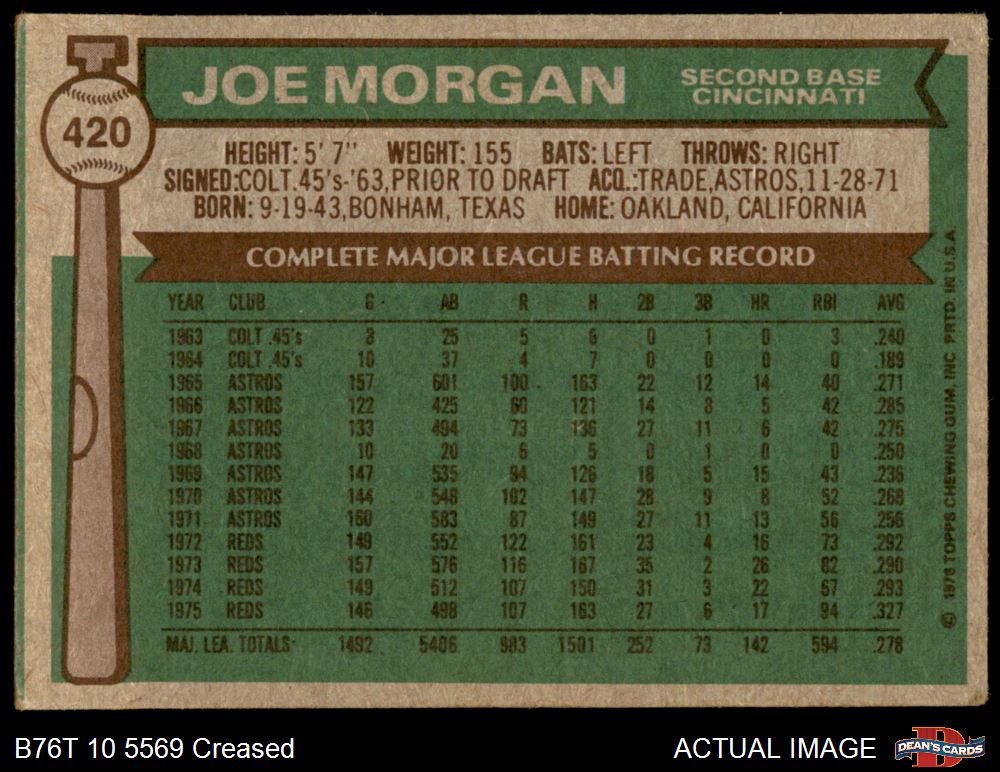 JOE MORGAN SECOND BASE CINCINNATI
420
HEIGHT: 5' 7" WEIGHT: 155 BATS: LEFT THROWS: RIGHT
SIGNED:COLT.45's-'63,PRIOR TO DRAFT ACQ.:TRADE,ASTROS,11-28-71
BORN: 9-19-43,BONHAM, TEXAS HOME: OAKLAND, CALIFORNIA
COMPLETE MAJOR LEAGUE BATTING RECORD
YEAR CLUB G AB R H 2B 3B HR RBI AVG
1963 COLT .45's 8 25 5 6 0 1 0 3 .240
1964 COLT .45's 10 37 4 7 0 0 0 0 .189
1965 ASTROS 157 601 100 163 22 12 14 40 .271
1966 ASTROS 122 425 60 121 14 8 5 42 .285
1967 ASTROS 133 494 73 136 27 11 6 42 .275
1968 ASTROS 10 20 6 5 0 1 0 0 .250
1969 ASTROS 147 535 94 126 18 5 15 43 .236
1970 ASTROS 144 548 102 147 28 9 8 52 .268
1971 ASTROS 160 583 87 149 27 11 13 56 .256
1972 REDS 149 552 122 161 23 4 16 73 .292
1973 REDS 157 576 116 167 35 2 26 82 .290
1974 REDS 149 512 107 150 31 3 22 67 .293
1975 REDS 146 498 107 163 27 6 17 94 .327
MAJ. LEA. TOTALS 1492 5406 983 1501 252 73 142 594 .278
© 1976 TOPPS CHEWING GUM, INC PRTD. IN U.S.A.
B76T 10 5569 Creased
ACTUAL IMAGE
DEAN'S CARDS